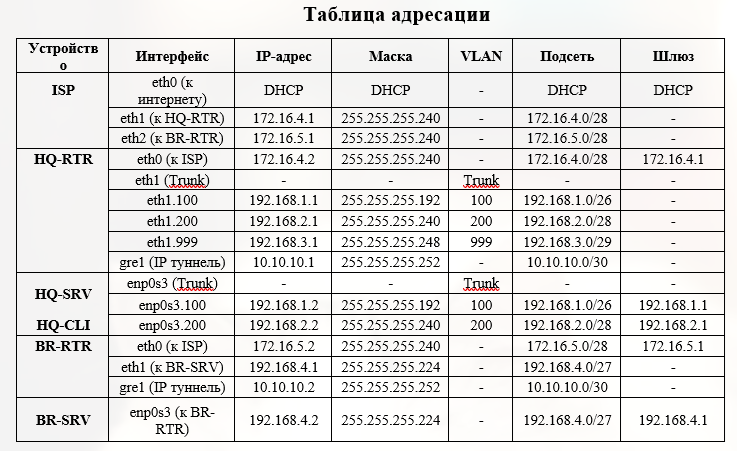 Таблица адресации
Устройство Интерфейс IP-адрес Маска VLAN Подсеть Шлюз
ISP eth0 (к интернету) DHCP DHCP - DHCP DHCP
eth1 (к HQ-RTR) 172.16.4.1 255.255.255.240 - 172.16.4.0/28 -
eth2 (к BR-RTR) 172.16.5.1 255.255.255.240 - 172.16.5.0/28 -
HQ-RTR eth0 (к ISP) 172.16.4.2 255.255.255.240 - 172.16.4.0/28 172.16.4.1
eth1 (Trunk) - - Trunk - -
eth1.100 192.168.1.1 255.255.255.192 100 192.168.1.0/26 -
eth1.200 192.168.2.1 255.255.255.240 200 192.168.2.0/28 -
eth1.999 192.168.3.1 255.255.255.248 999 192.168.3.0/29 -
gre1 (IP туннель) 10.10.10.1 255.255.255.252 - 10.10.10.0/30 -
HQ-SRV enp0s3 (Trunk) - - Trunk - -
enp0s3.100 192.168.1.2 255.255.255.192 100 192.168.1.0/26 192.168.1.1
HQ-CLI enp0s3.200 192.168.2.2 255.255.255.240 200 192.168.2.0/28 192.168.2.1
BR-RTR eth0 (к ISP) 172.16.5.2 255.255.255.240 - 172.16.5.0/28 172.16.5.1
eth1 (к BR-SRV) 192.168.4.1 255.255.255.224 - 192.168.4.0/27 -
gre1 (IP туннель) 10.10.10.2 255.255.255.252 - 10.10.10.0/30 -
BR-SRV enp0s3 (к BR-RTR) 192.168.4.2 255.255.255.224 - 192.168.4.0/27 192.168.4.1